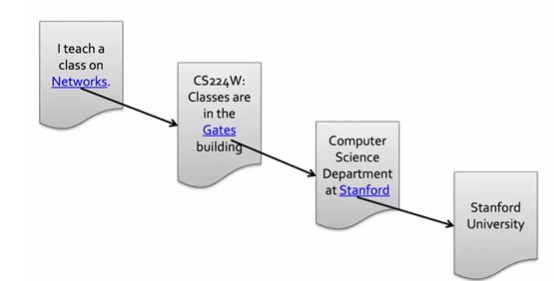 I teach a
class on
Networks.
CS224W:
Classes are
in the
Gates
building
Computer
Science
Department
at Stanford
Stanford
University